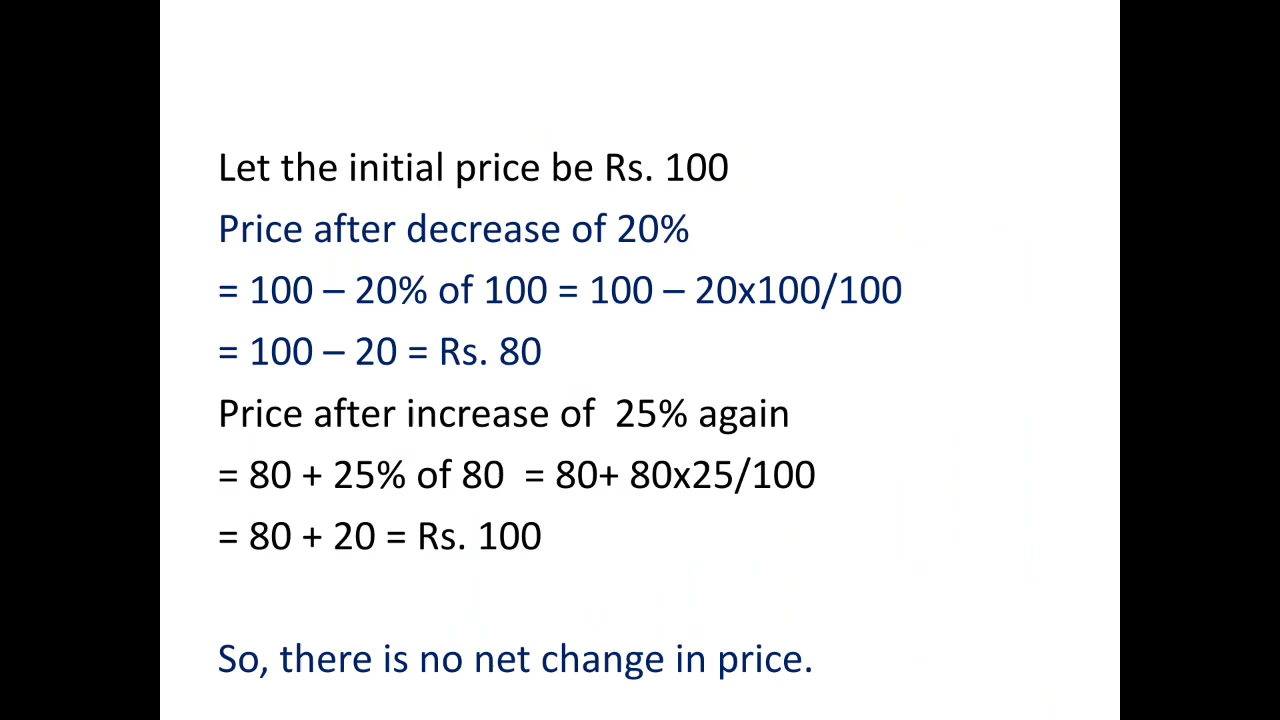 Let the initial price be Rs. 100
Price after decrease of 20%
= 100 – 20% of 100 = 100 – 20x100/100
= 100 – 20 = Rs. 80
Price after increase of  25% again
= 80 + 25% of 80  = 80+ 80x25/100
= 80 + 20 = Rs. 100
So, there is no net change in price.